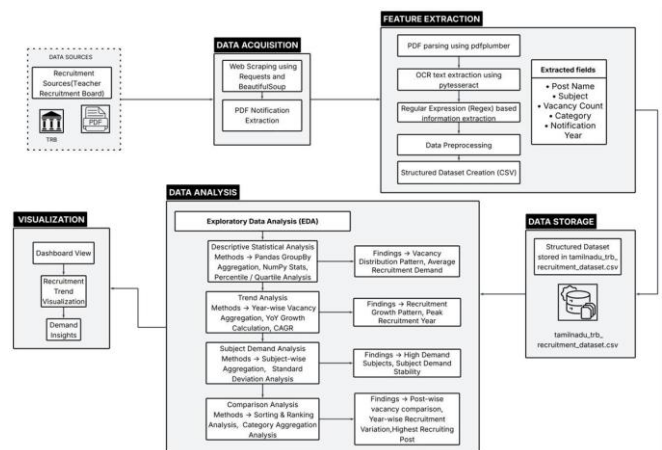 DATA SOURCES
Recruitment
Sources(Teacher
Recruitment Board)
TRB
PDF
DATA ACQUISITION
Web Scraping using
Requests and
BeautifulSoup
PDF Notification
Extraction
FEATURE EXTRACTION
PDF parsing using pdfplumber
OCR text extraction using
pytesseract
Regular Expression (Regex) based
information extraction
Data Preprocessing
Structured Dataset Creation (CSV)
Extracted fields
• Post Name
• Subject
• Vacancy Count
• Category
• Notification
Year
DATA STORAGE
Structured Dataset
stored in tamilnadu_trb_
recruitment_dataset.csv
tamilnadu_trb_
recruitment_dataset.csv
DATA ANALYSIS
Exploratory Data Analysis (EDA)
Descriptive Statistical Analysis
Methods → Pandas GroupBy
Aggregation, NumPy Stats,
Percentile / Quartile Analysis
Findings → Vacancy
Distribution Pattern, Average
Recruitment Demand
Trend Analysis
Methods → Year-wise Vacancy
Aggregation, YoY Growth
Calculation, CAGR
Findings → Recruitment
Growth Pattern, Peak
Recruitment Year
Subject Demand Analysis
Methods → Subject-wise
Aggregation, Standard
Deviation Analysis
Findings → High Demand
Subjects, Subject Demand
Stability
Comparison Analysis
Methods → Sorting & Ranking
Analysis, Category Aggregation
Analysis
Findings → Post-wise
vacancy comparison,
Year-wise Recruitment
Variation,Highest Recruiting
Post
VISUALIZATION
Dashboard View
Recruitment
Trend
Visualization
Demand
Insights